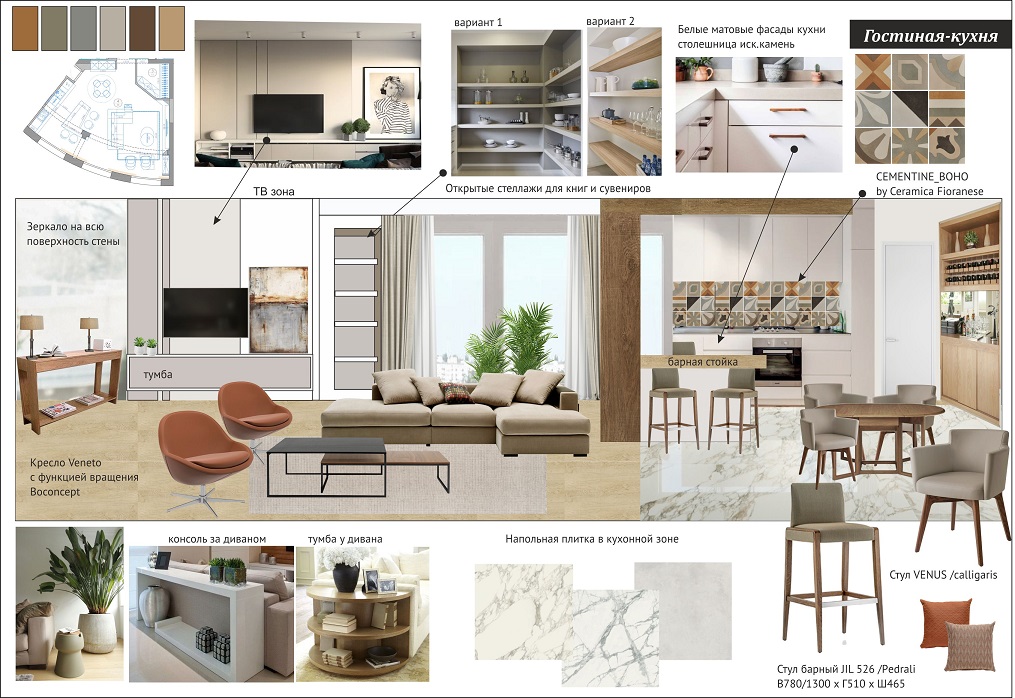 вариант 1
вариант 2
Белые матовые фасады кухни
столешница иск.камень
Гостиная-кухня
CEMENTINE_BOHO
by Ceramica Fioranese
ТВ зона
Открытые стеллажи для книг и сувениров
Зеркало на всю
поверхность стены
тумба
барная стойка
Кресло Veneto
с функцией вращения
Boconcept
консоль за диваном
тумба у дивана
Напольная плитка в кухонной зоне
Стул VENUS /calligaris
Стул барный JIL 526 /Pedrali
В780/1300 х Г510 х Ш465